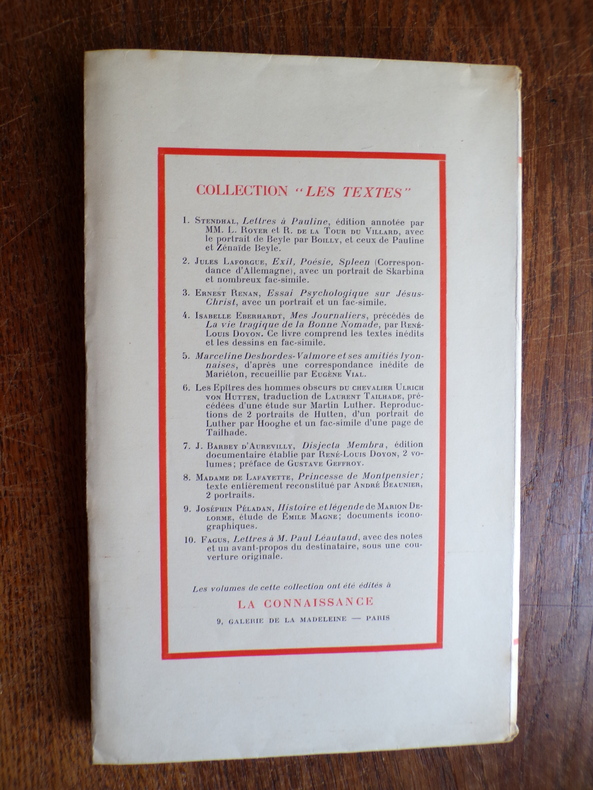 COLLECTION "LES TEXTES"
1. STENDHAL, Lettres à Pauline, édition annotée par
MM. L. ROYER et R. DE LA TOUR DU VILLARD, avec
le portrait de Beyle par BOILLY, et ceux de Pauline
et Zénaïde Beyle.
2. JULES LAFORGUE, Exil, Poésie, Spleen (Correspon-
dance d'Allemagne), avec un portrait de Skarbina
et nombreux fac-simile.
3. ERNEST RENAN, Essai Psychologique sur Jésus-
Christ, avec un portrait et un fac-simile.
4. ISABELLE EBERHARDT, Mes Journaliers, précédés de
La vie tragique de la Bonne Nomade, par RENÉ-
LOUIS DOYON. Ce livre comprend les textes inédits
et les dessins en fac-simile.
5. Marceline Desbordes-Valmore et ses amitiés lyon-
naises, d'après une correspondance inédite de
Mariéton, recueillie par EUGÈNE VIAL.
6. Les Epîtres des hommes obscurs DU CHEVALIER ULRICH
VON HUTTEN, traduction de LAURENT TAILHADE, pré-
cédées d'une étude sur Martin Luther. Reproduc-
tions de 2 portraits de Hutten, d'un portrait de
Luther par Hooghe et un fac-simile d'une page de
Tailhade.
7. J. BARBEY D'AUREVILLY, Disjecta Membra, édition
documentaire établie par RENÉ-LOUIS DOYON, 2 vo-
lumes; préface de GUSTAVE GEFFROY.
8. MADAME DE LAFAYETTE, Princesse de Montpensier;
texte entièrement reconstitué par ANDRÉ BEAUNIER,
2 portraits.
9. JOSÉPHIN PÉLADAN, Histoire et légende de MARION DE-
LORME, étude de ÉMILE MAGNE; documents icono-
graphiques.
10. FAGUS, Lettres à M. Paul Léautaud, avec des notes
et un avant-propos du destinataire, sous une cou-
verture originale.
Les volumes de cette collection ont été édités à
LA CONNAISSANCE
9, GALERIE DE LA MADELEINE — PARIS